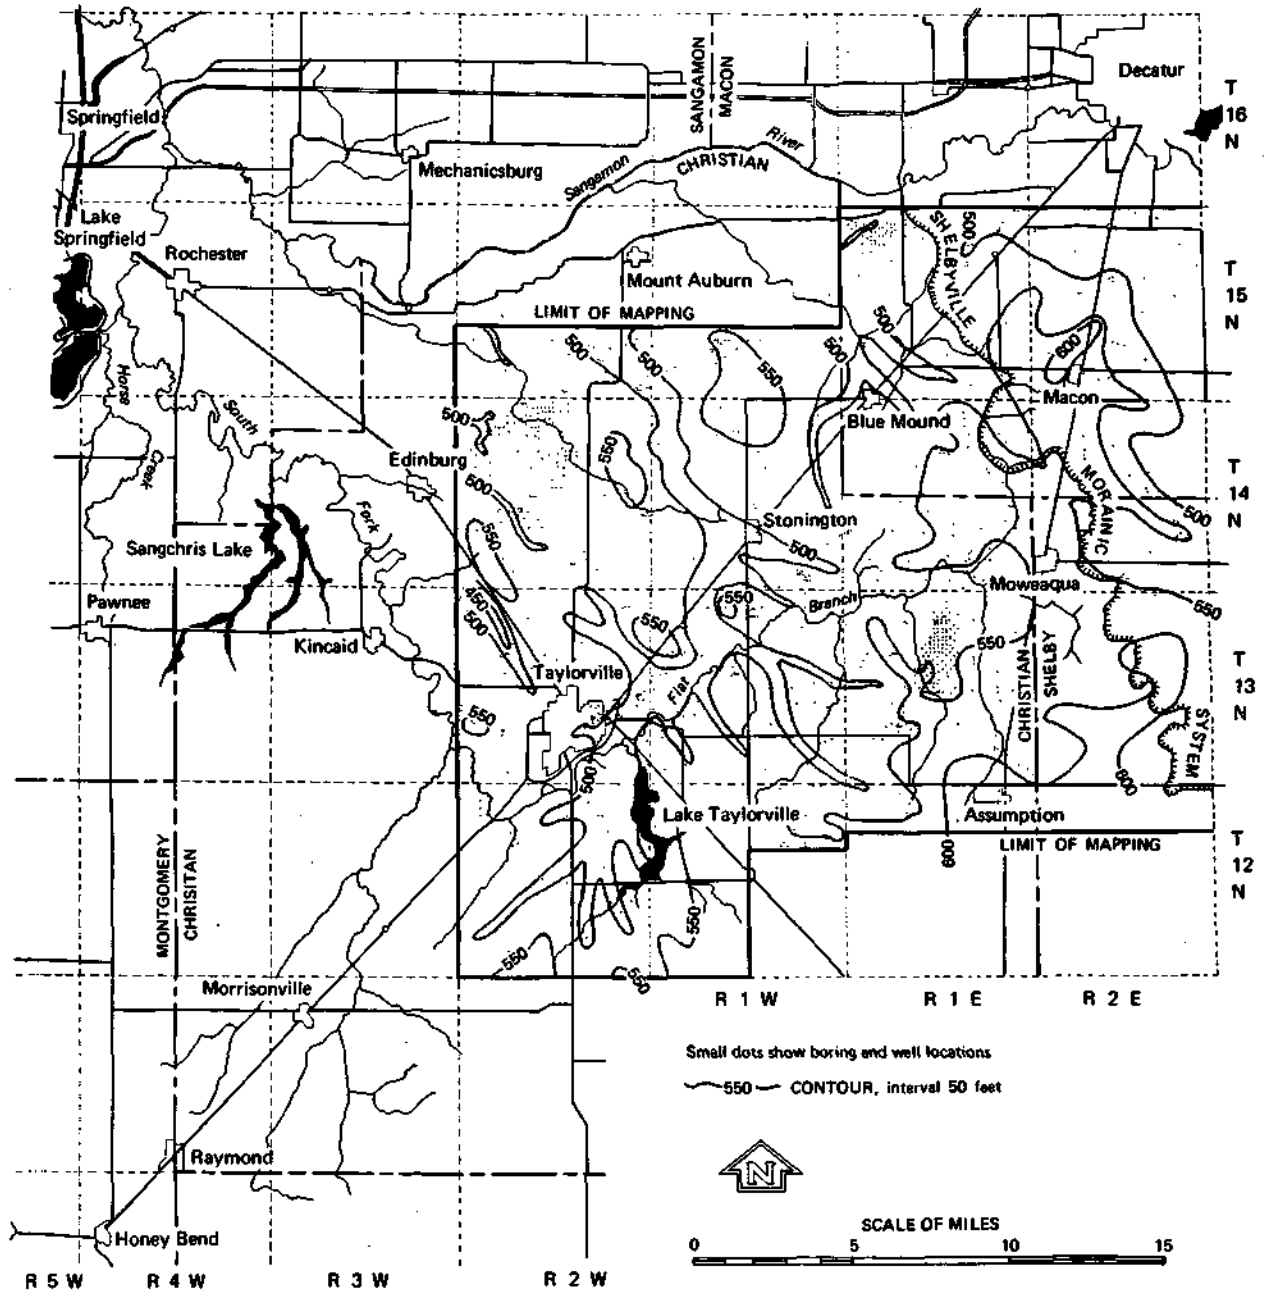 Decatur
T
16
N
SANGAMON
MACON
Springfield
Mechanicsburg
Sangamon
River
CHRISTIAN
Lake
Springfield
Rochester
Mount Auburn
LIMIT OF MAPPING
SHELBYVILLE
500
T
15
N
500
500
500
550
500
600
Horse
Creek
South
Fork
500
Edinburg
550
Macon
Blue Mound
MORAINIC
T
14
N
500
500
Stonington
500
Sangchris Lake
550
Moweaqua
Pawnee
450
500
550
Branch
550
550
550
Kincaid
Taylorville
Flat
CHRISTIAN
SHELBY
T
13
N
SYSTEM
550
500
600
Lake Taylorville
Assumption
600
LIMIT OF MAPPING
T
12
N
MONTGOMERY
CHRISITAN
550
550
550
Morrisonville
R 1 W
R 1 E
R 2 E
Small dots show boring and well locations
550 CONTOUR, interval 50 feet
Raymond
N
Honey Bend
SCALE OF MILES
0 5 10 15
R 5 W R 4 W R 3 W R 2 W